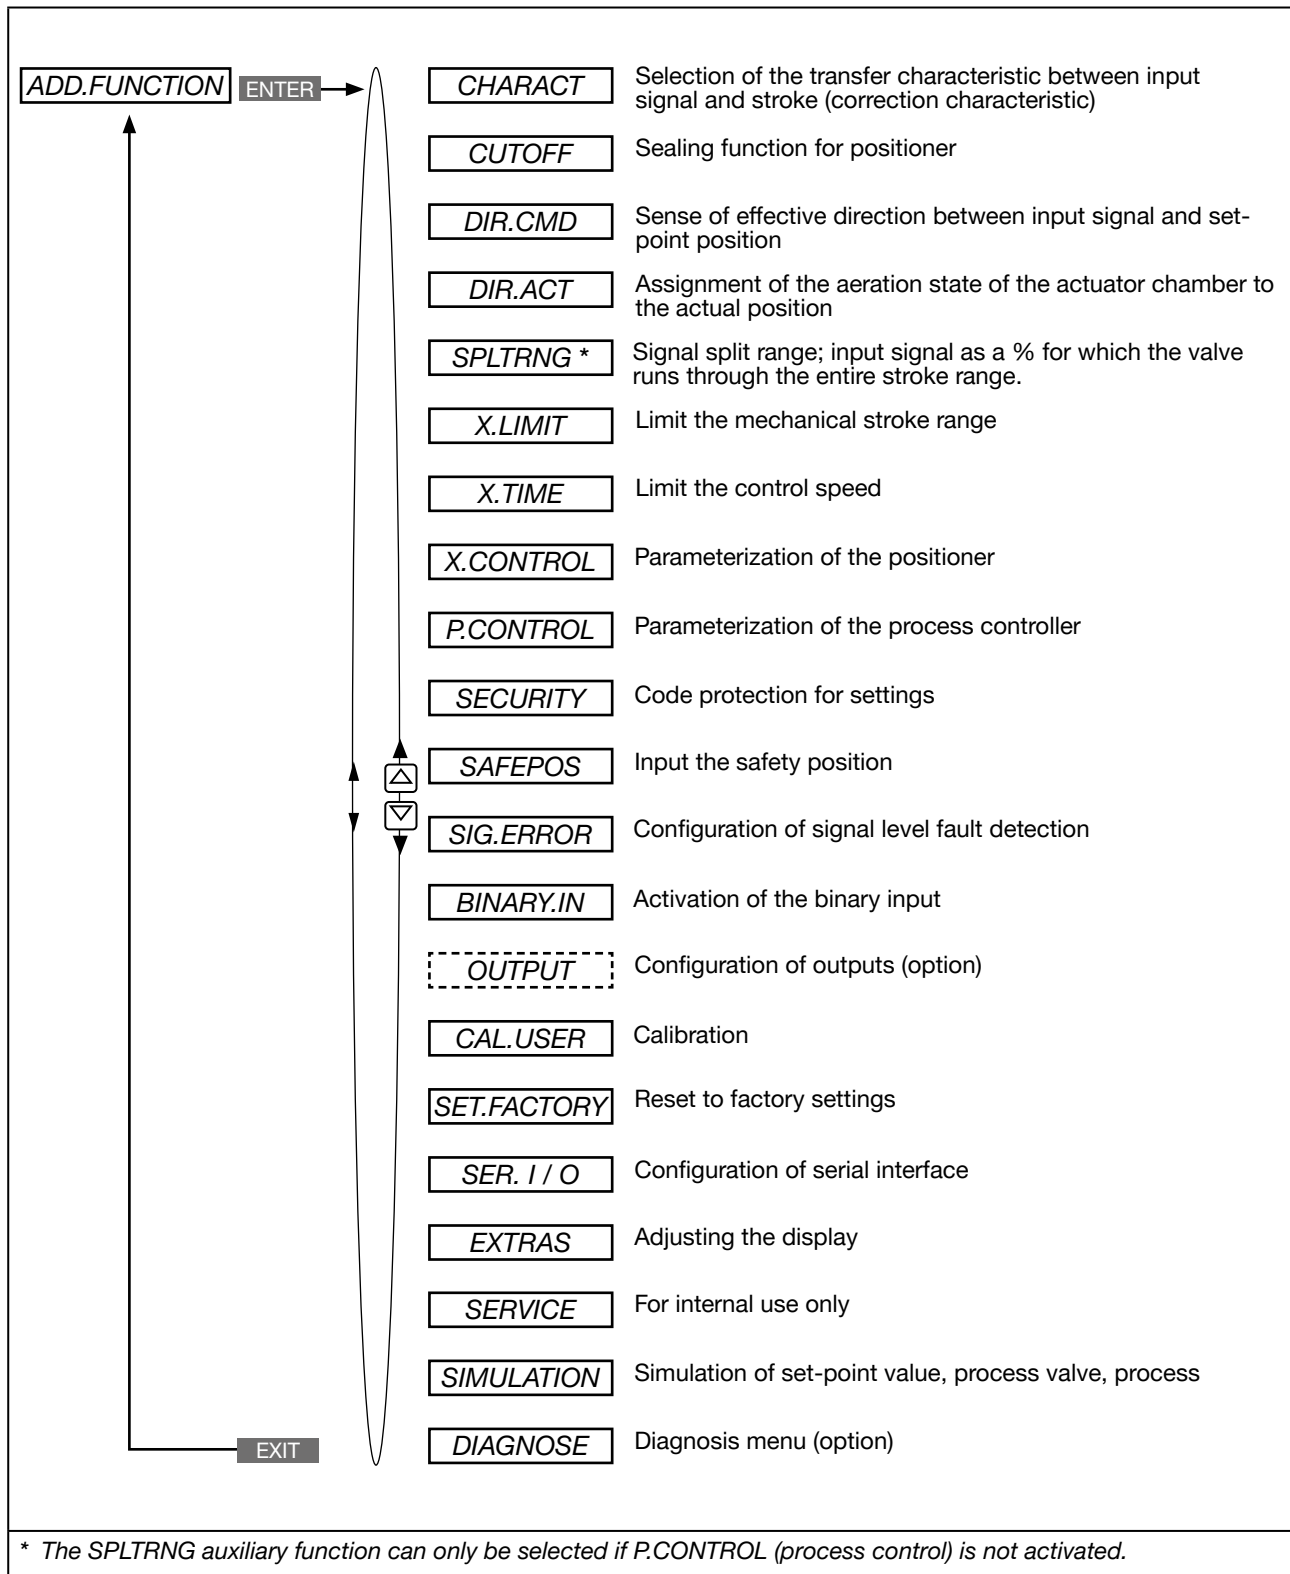 ADD.FUNCTION ENTER
CHARACT
Selection of the transfer characteristic between input
signal and stroke (correction characteristic)
CUTOFF
Sealing function for positioner
DIR.CMD
Sense of effective direction between input signal and set-
point position
DIR.ACT
Assignment of the aeration state of the actuator chamber to
the actual position
SPLTRNG *
Signal split range; input signal as a % for which the valve
runs through the entire stroke range.
X.LIMIT
Limit the mechanical stroke range
X.TIME
Limit the control speed
X.CONTROL
Parameterization of the positioner
P.CONTROL
Parameterization of the process controller
SECURITY
Code protection for settings
SAFEPOS
Input the safety position
SIG.ERROR
Configuration of signal level fault detection
BINARY.IN
Activation of the binary input
OUTPUT
Configuration of outputs (option)
CAL.USER
Calibration
SET.FACTORY
Reset to factory settings
SER. I / O
Configuration of serial interface
EXTRAS
Adjusting the display
SERVICE
For internal use only
SIMULATION
Simulation of set-point value, process valve, process
EXIT
DIAGNOSE
Diagnosis menu (option)
* The SPLTRNG auxiliary function can only be selected if P.CONTROL (process control) is not activated.